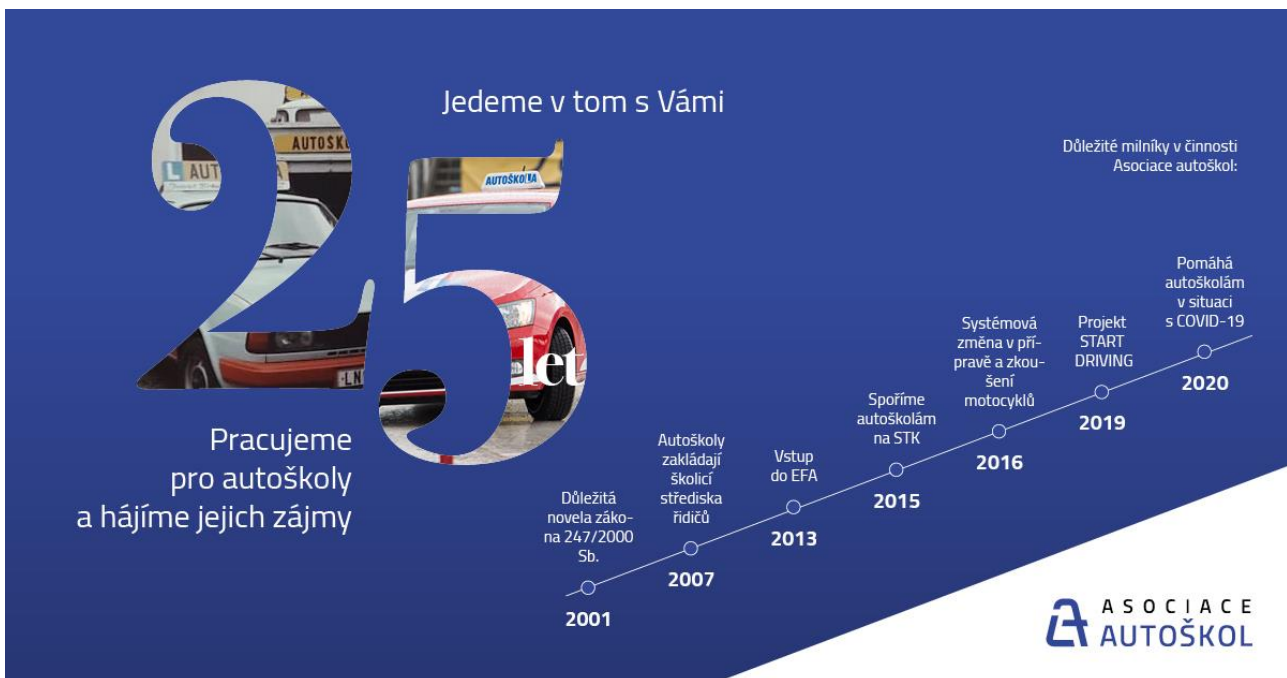 25
let
Jedeme v tom s Vámi
AUTOŠK
L AUT
A
AUTOŠKOLA
LN
Pracujeme
pro autoškoly
a hájíme jejich zájmy
Důležité milníky v činnosti
Asociace autoškol:
Důležitá
novela záko-
na 247/2000
Sb.
2001
Autoškoly
zakládají
školicí
střediska
řidičů
2007
Vstup
do EFA
2013
Spoříme
autoškolám
na STK
2015
Systémová
změna v pří-
pravě a zkou-
šení
motocyklů
2016
Projekt
START
DRIVING
2019
Pomáhá
autoškolám
v situaci
s COVID-19
2020
ASOCIACE
AUTOŠKOL